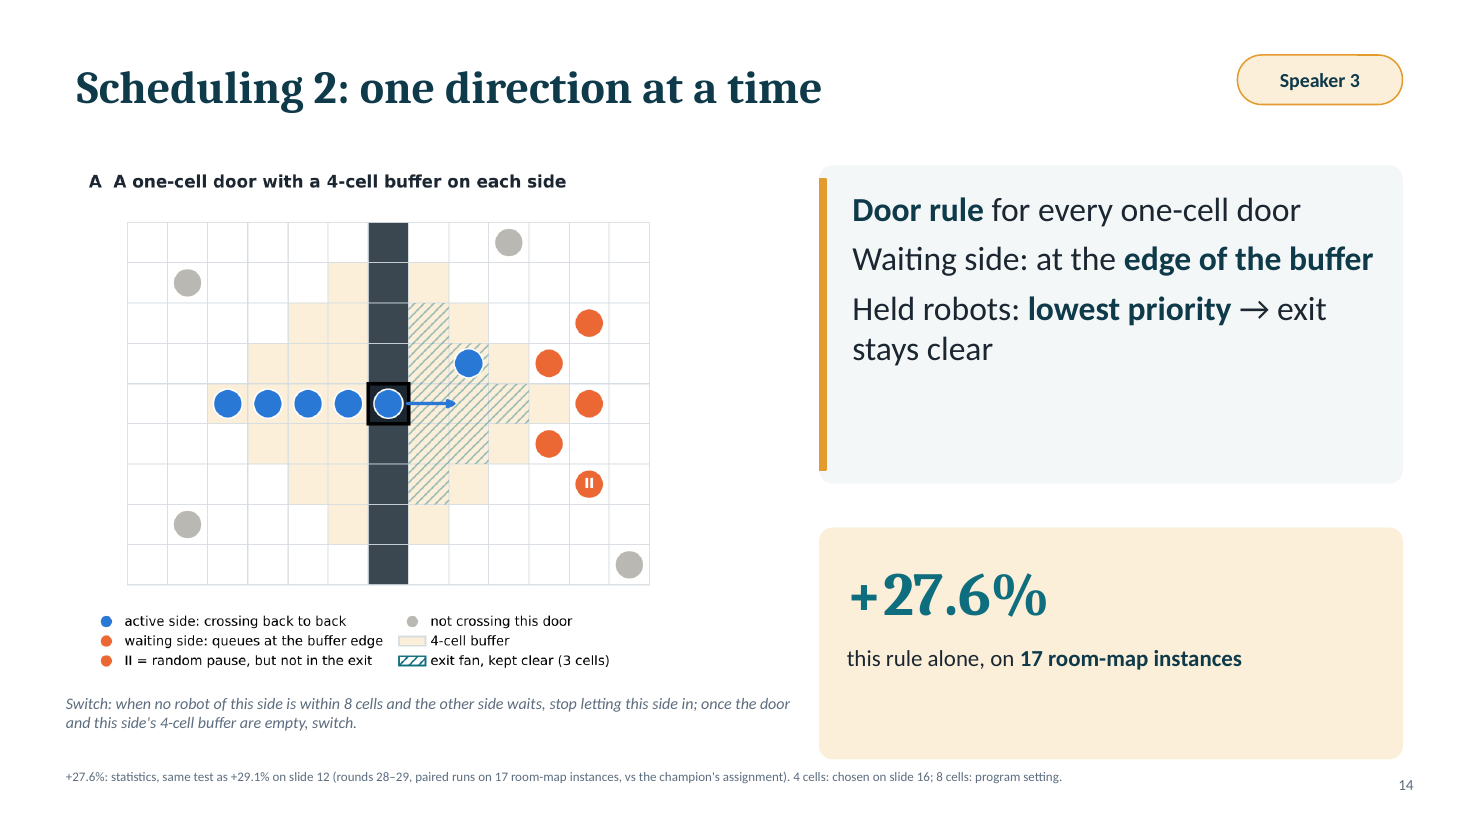 Scheduling 2: one direction at a time
Speaker 3
A A one-cell door with a 4-cell buffer on each side
II
active side: crossing back to back
waiting side: queues at the buffer edge
II = random pause, but not in the exit
not crossing this door
4-cell buffer
exit fan, kept clear (3 cells)
Switch: when no robot of this side is within 8 cells and the other side waits, stop letting this side in; once the door
and this side's 4-cell buffer are empty, switch.
Door rule for every one-cell door
Waiting side: at the edge of the buffer
Held robots: lowest priority → exit
stays clear
+27.6%
this rule alone, on 17 room-map instances
+27.6%: statistics, same test as +29.1% on slide 12 (rounds 28–29, paired runs on 17 room-map instances, vs the champion's assignment). 4 cells: chosen on slide 16; 8 cells: program setting.
14